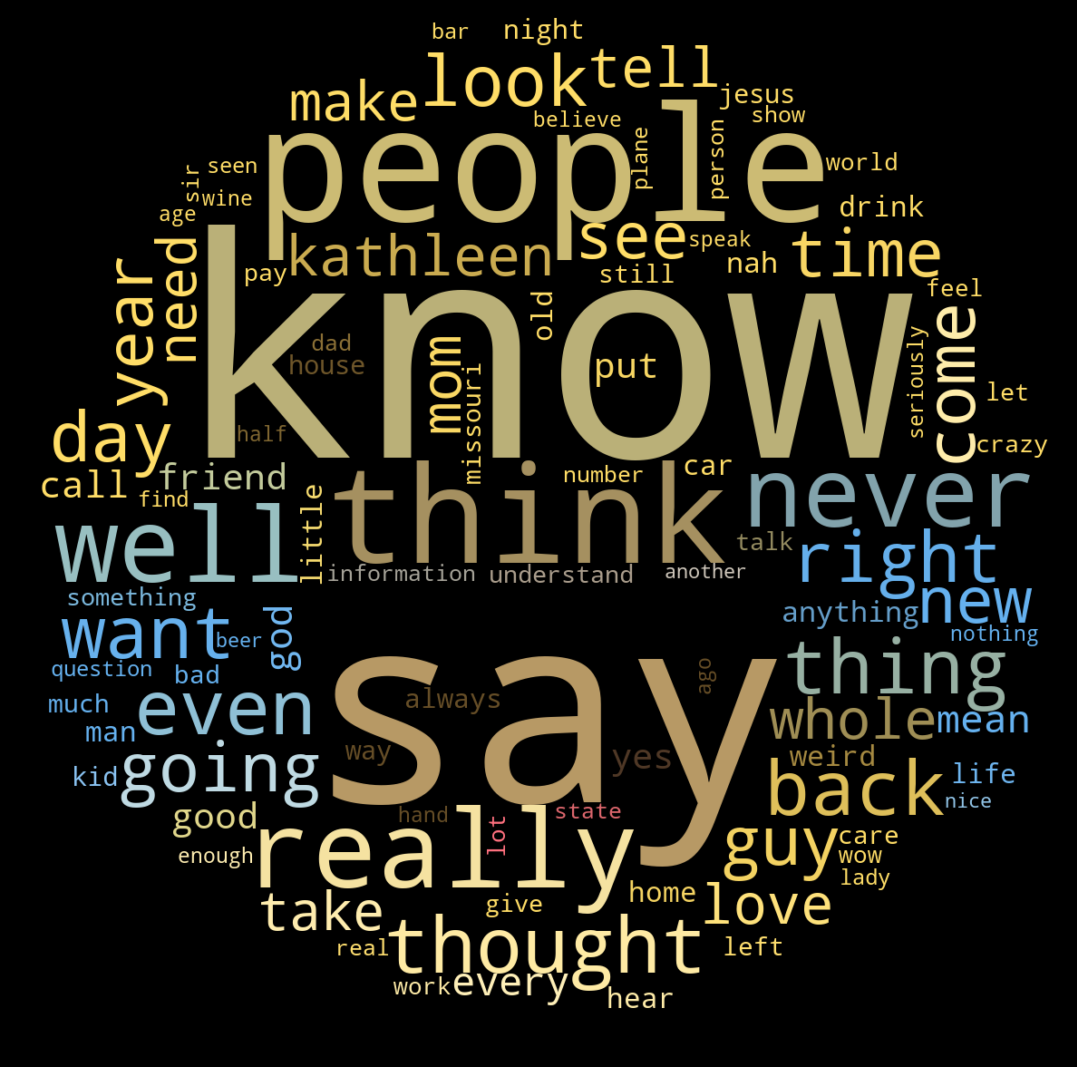 bar night
look tell
make jesus
believe show
people
plane
person
world
seen
sir
wine
age
drink
kathleen see speak time
need
year
pay
still nah
feel
know
old
dad
house
mom
missouri
put
seriously
come
let
day
half
crazy
call friend
find
number car
think never
well
little
talk
right
information understand another
something
want
beer
god
anything new
nothing
question bad
thing
much even
say
always
ago
man
whole mean
going
way
yes weird
kid
back life
nice
good
hand
lot
state
really
guy care
wow
enough
lady
take
give home love
real thought left
work every
hear